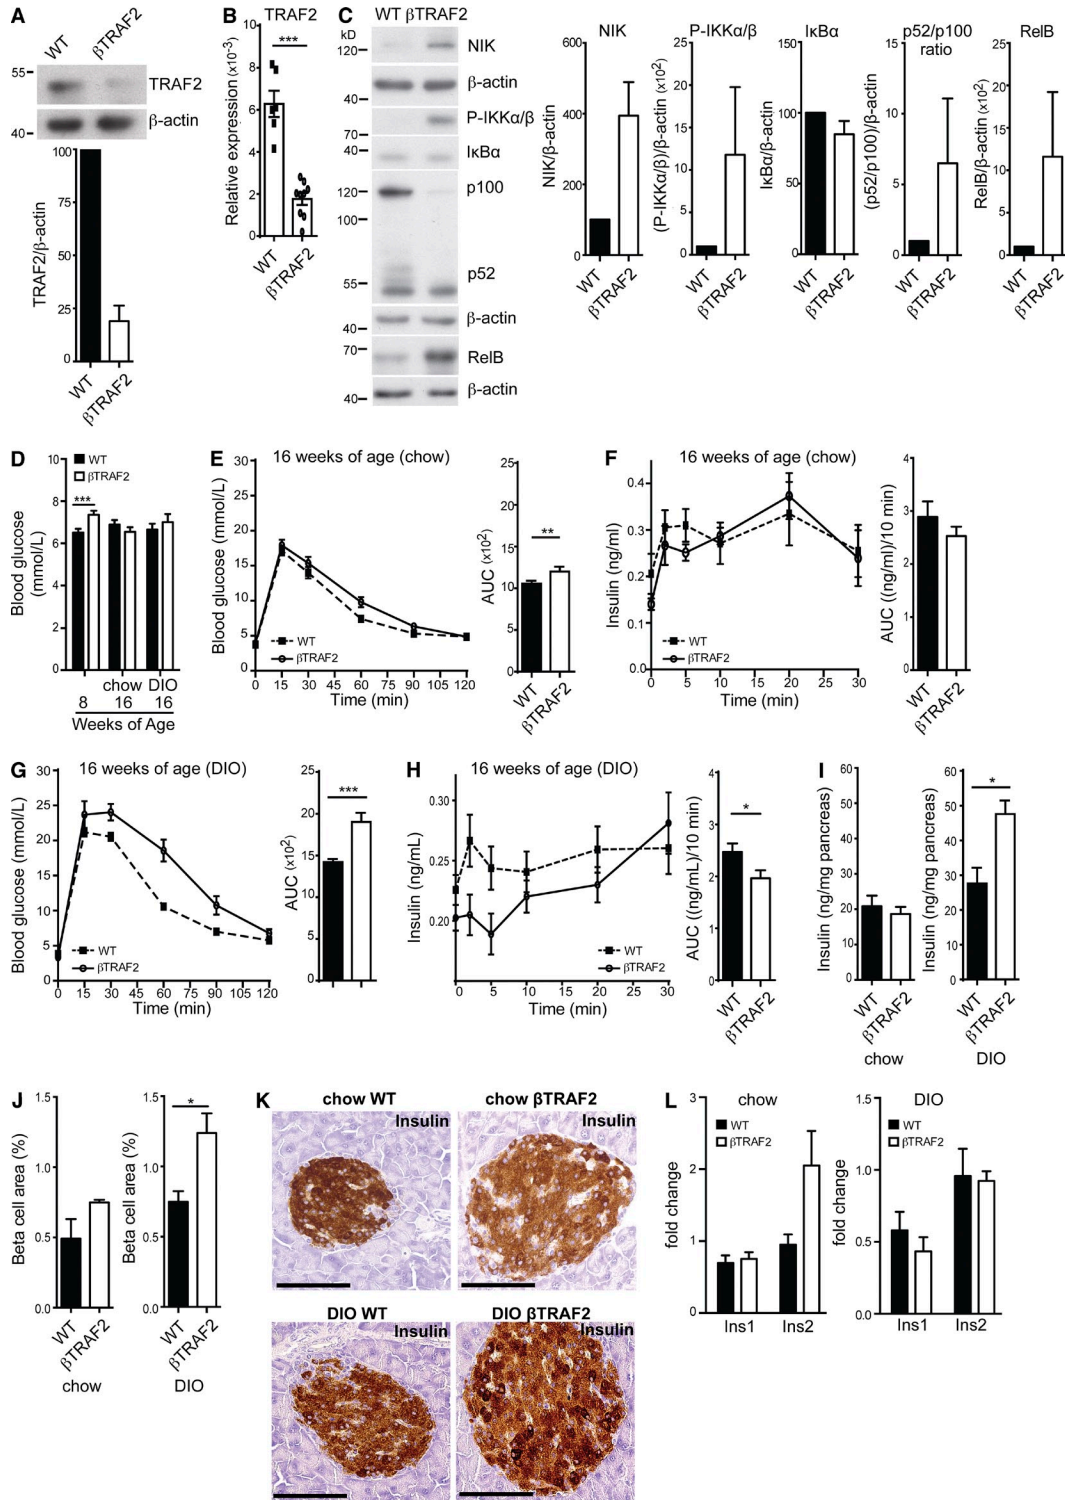 A
WT
βTRAF2
55
TRAF2
40
β-actin
100
75
50
25
0
TRAF2/β-actin
WT
βTRAF2
B
TRAF2
***
10
8
6
4
2
0
Relative expression (x10⁻³)
WT
βTRAF2
C
WT βTRAF2
kD
120
NIK
40
β-actin
70
P-IKKα/β
40
IκBα
120
p100
100
55
p52
40
β-actin
70
RelB
40
β-actin
NIK
600
400
200
0
NIK/β-actin
WT
βTRAF2
P-IKKα/β
25
20
15
10
5
0
(P-IKKα/β)/β-actin (x10²)
WT
βTRAF2
IκBα
150
100
50
0
IκBα/β-actin
WT
βTRAF2
p52/p100
ratio
15
10
5
0
(p52/p100)/β-actin
WT
βTRAF2
RelB
25
20
15
10
5
0
RelB/β-actin (x10²)
WT
βTRAF2
D
WT
βTRAF2
***
10
8
6
4
2
0
Blood glucose
(mmol/L)
chow DIO
8 16 16
Weeks of Age
E
16 weeks of age (chow)
30
25
20
15
10
5
0
Blood glucose (mmol/L)
WT
βTRAF2
0 15 30 45 60 75 90 105 120
Time (min)
25
20
15
10
5
0
AUC (x10²)
**
WT
βTRAF2
F
16 weeks of age (chow)
0.4
0.3
0.2
0.1
0.0
Insulin (ng/ml)
WT
βTRAF2
0 5 10 15 20 25 30
Time (min)
4
3
2
1
0
AUC ((ng/ml)/10 min)
WT
βTRAF2
G
16 weeks of age (DIO)
30
25
20
15
10
5
0
Blood glucose (mmol/L)
WT
βTRAF2
0 15 30 45 60 75 90 105 120
Time (min)
25
20
15
10
5
0
AUC (x10²)
***
WT
βTRAF2
H
16 weeks of age (DIO)
0.30
0.25
0.20
Insulin (ng/mL)
WT
βTRAF2
0 5 10 15 20 25 30
Time (min)
4
3
2
1
0
AUC ((ng/mL)/10 min)
*
WT
βTRAF2
I
60
50
40
30
20
10
0
Insulin (ng/mg pancreas)
WT
βTRAF2
chow
60
50
40
30
20
10
0
Insulin (ng/mg pancreas)
*
WT
βTRAF2
DIO
J
1.5
1.0
0.5
0.0
Beta cell area (%)
WT
βTRAF2
chow
1.5
1.0
0.5
0.0
Beta cell area (%)
*
WT
βTRAF2
DIO
K
chow WT
Insulin
chow βTRAF2
Insulin
DIO WT
Insulin
DIO βTRAF2
Insulin
L
chow
WT
βTRAF2
3
2
1
0
fold change
Ins1 Ins2
DIO
WT
βTRAF2
1.5
1.0
0.5
0.0
fold change
Ins1 Ins2